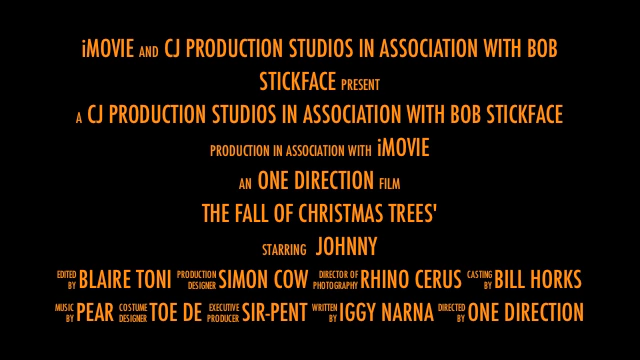 iMOVIE AND CJ PRODUCTION STUDIOS IN ASSOCIATION WITH BOB
STICKFACE PRESENT
A CJ PRODUCTION STUDIOS IN ASSOCIATION WITH BOB STICKFACE
PRODUCTION IN ASSOCIATION WITH iMOVIE
AN ONE DIRECTION FILM
THE FALL OF CHRISTMAS TREES'
STARRING JOHNNY
EDITED BY BLAIRE TONI PRODUCTION DESIGNER SIMON COW DIRECTOR OF PHOTOGRAPHY RHINO CERUS CASTING BY BILL HORKS
MUSIC BY PEAR COSTUME DESIGNER TOE DE EXECUTIVE PRODUCER SIR-PENT WRITTEN BY IGGY NARNA DIRECTED BY ONE DIRECTION